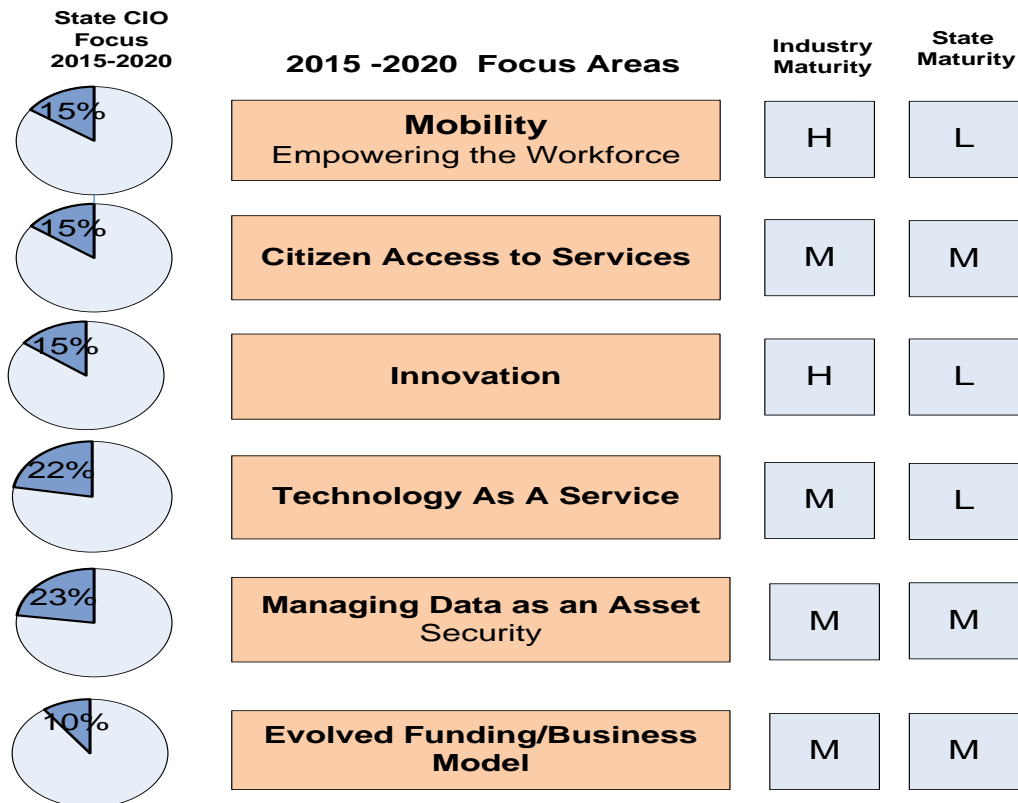 State CIO
Focus
2015-2020
2015 -2020  Focus Areas
Industry
Maturity
State
Maturity
15%
Mobility
Empowering the Workforce
H
L
15%
Citizen Access to Services
M
M
15%
Innovation
H
L
22%
Technology As A Service
M
L
23%
Managing Data as an Asset
Security
M
M
10%
Evolved Funding/Business
Model
M
M